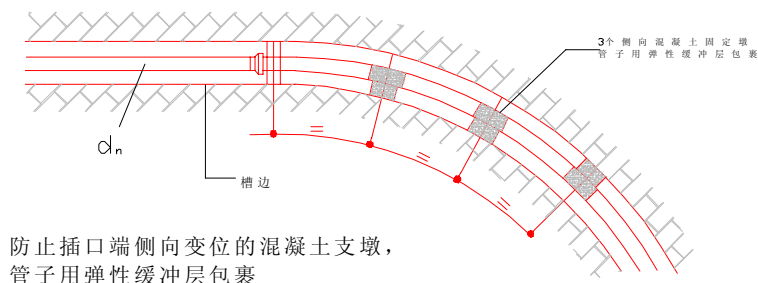 3个侧向混凝土固定墩
管子用弹性缓冲层包裹
dn
槽边
防止插口端侧向变位的混凝土支墩，
管子用弹性缓冲层包裹